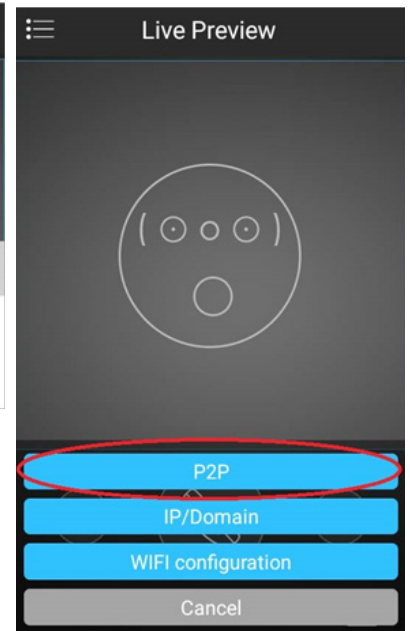 Live Preview
P2P
IP/Domain
WIFI configuration
Cancel